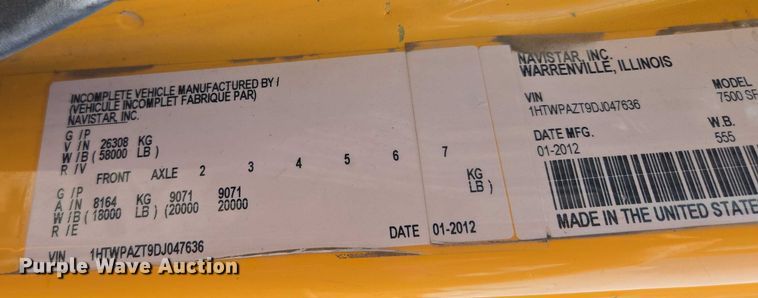 INCOMPLETE VEHICLE MANUFACTURED BY /
(VEHICULE INCOMPLET FABRIQUE PAR)
NAVISTAR, INC.
G / P
V / N 26308 KG
W / B ( 58000 LB )
R / V
FRONT AXLE 2 3 4 5 6 7
G / P
A / N 8164 KG 9071 9071 KG
W / B ( 18000 LB ) (20000 20000 LB )
R / E
DATE 01-2012
VIN 1HTWPAZT9DJ047636
NAVISTAR, INC.
WARRENVILLE, ILLINOIS
VIN MODEL
1HTWPAZT9DJ047636 7500 SF
DATE MFG. W.B.
01-2012 555
MADE IN THE UNITED STATE
Purple Wave Auction